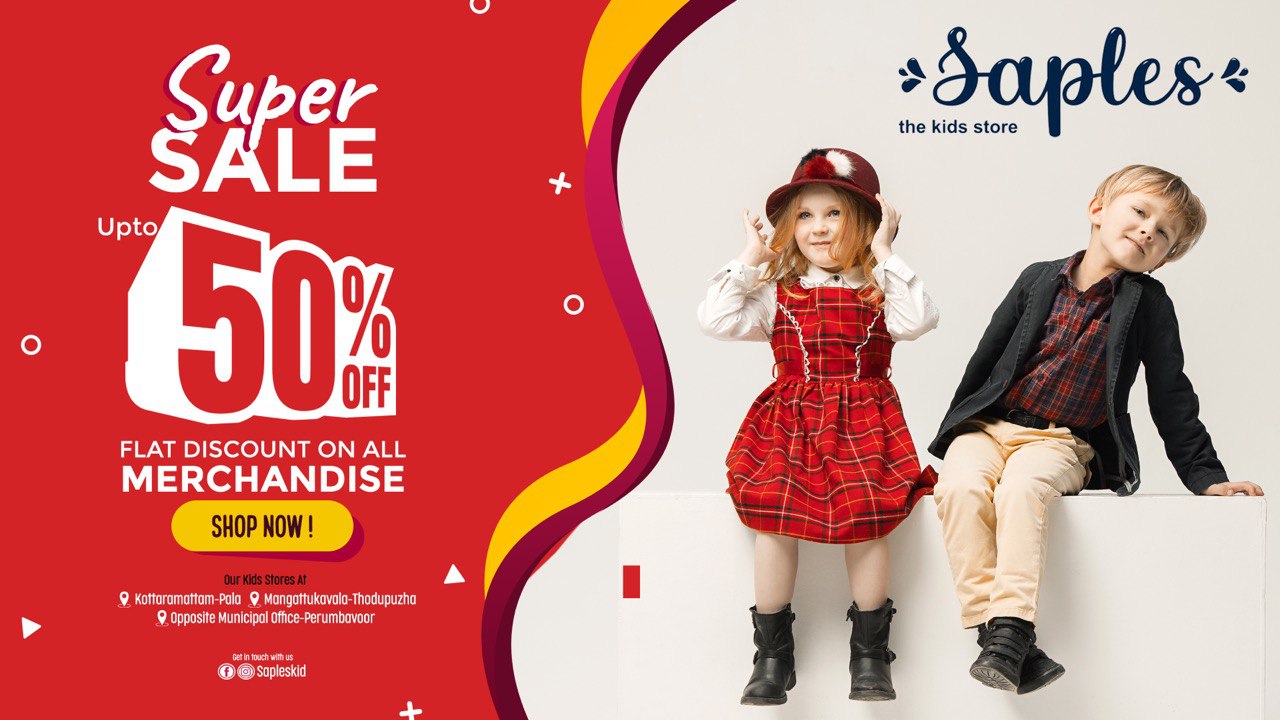 Super
SALE
Upto
50%
OFF
FLAT DISCOUNT ON ALL
MERCHANDISE
SHOP NOW !
Our Kids Stores At
Kottaramattam-Pala Mangattukavala-Thodupuzha
Opposite Municipal Office-Perumbavoor
Get in touch with us
Sapleskid
Saples
the kids store